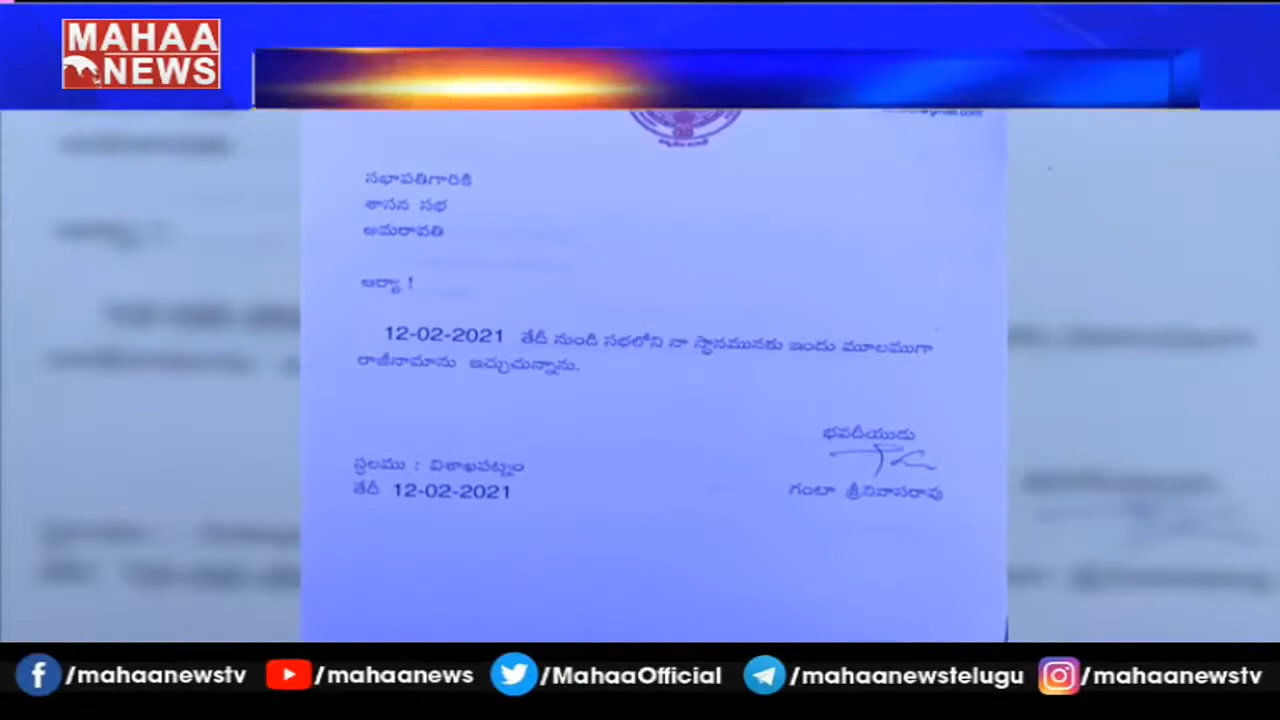 MAHAA
NEWS
సభాపతిగారికి
శాసన సభ
అమరావతి
ఆర్యా !
12-02-2021 తేదీ నుండి సభలోని నా స్థానమునకు ఇందు మూలముగా
రాజీనామాను ఇచ్చుచున్నాను.
భవదీయుడు
స్థలము : విశాఖపట్నం
తేదీ 12-02-2021
గంటా శ్రీనివాసరావు
/mahaanewstv
/mahaanews
/MahaaOfficial
/mahaanewstelugu
/mahaanewstv